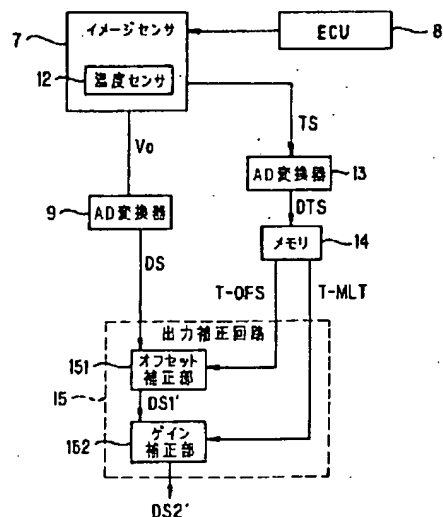 7
イメージセンサ
ECU
8
12
温度センサ
TS
Vo
9
AD変換器
AD変換器
13
DTS
メモリ
14
DS
T-OFS
T-MLT
出力補正回路
151
オフセット
補正部
15
DS1'
152
ゲイン
補正部
DS2'